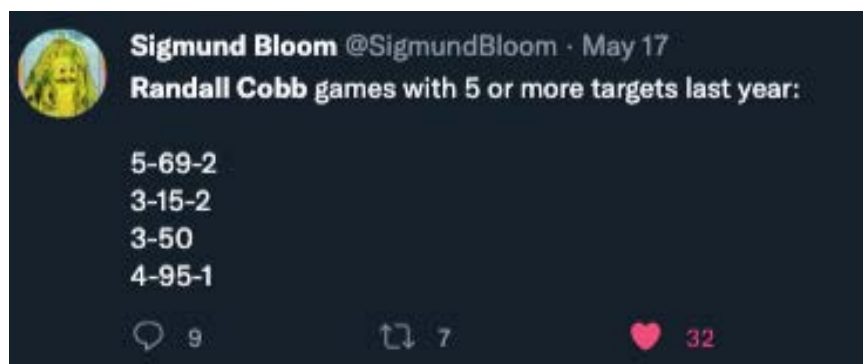 Sigmund Bloom @SigmundBloom · May 17
Randall Cobb games with 5 or more targets last year:
5-69-2
3-15-2
3-50
4-95-1
9 7 32